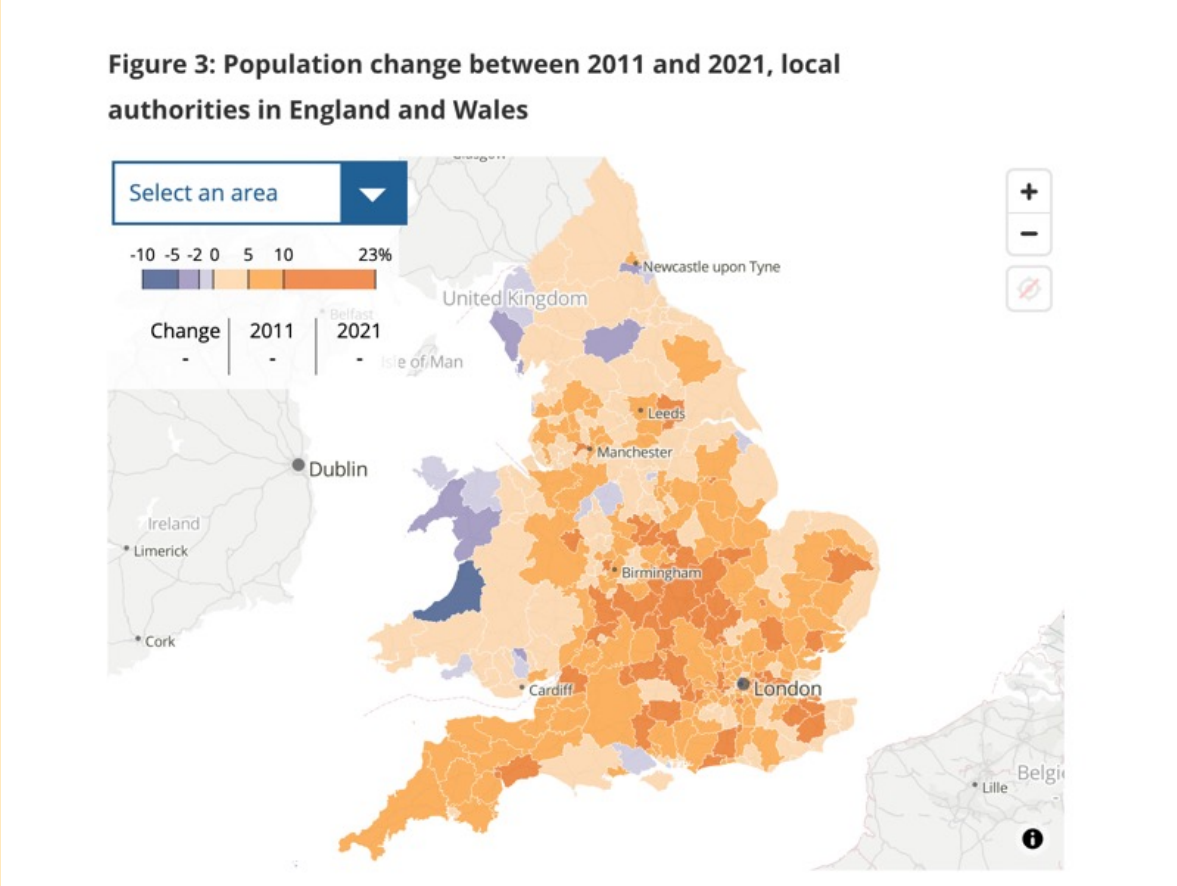 Figure 3: Population change between 2011 and 2021, local
authorities in England and Wales
Glasgow
Select an area
-10 -5 -2 0 5 10 23%
Newcastle upon Tyne
United Kingdom
Belfast
Change 2011 2021
- - -
Isle of Man
Leeds
Manchester
Dublin
Ireland
Limerick
Birmingham
Cork
Cardiff
London
Belgi
Lille